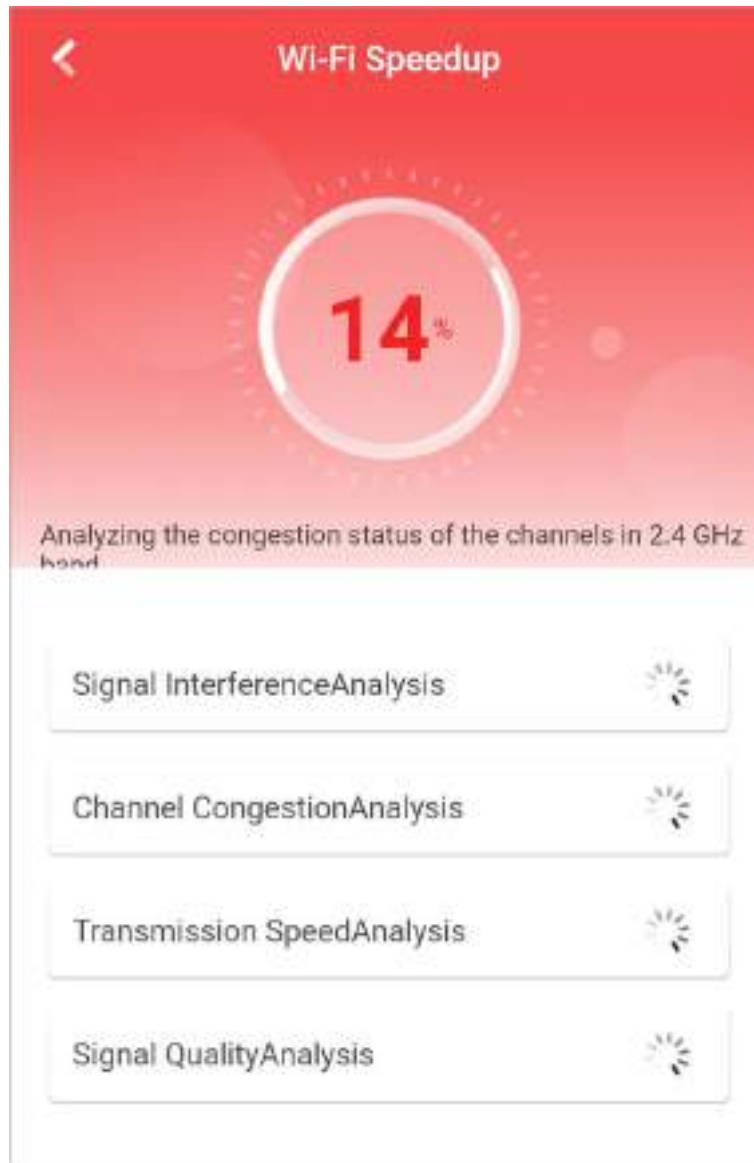 Wi-Fi Speedup
14%
Analyzing the congestion status of the channels in 2.4 GHz
band
Signal InterferenceAnalysis
Channel CongestionAnalysis
Transmission SpeedAnalysis
Signal QualityAnalysis